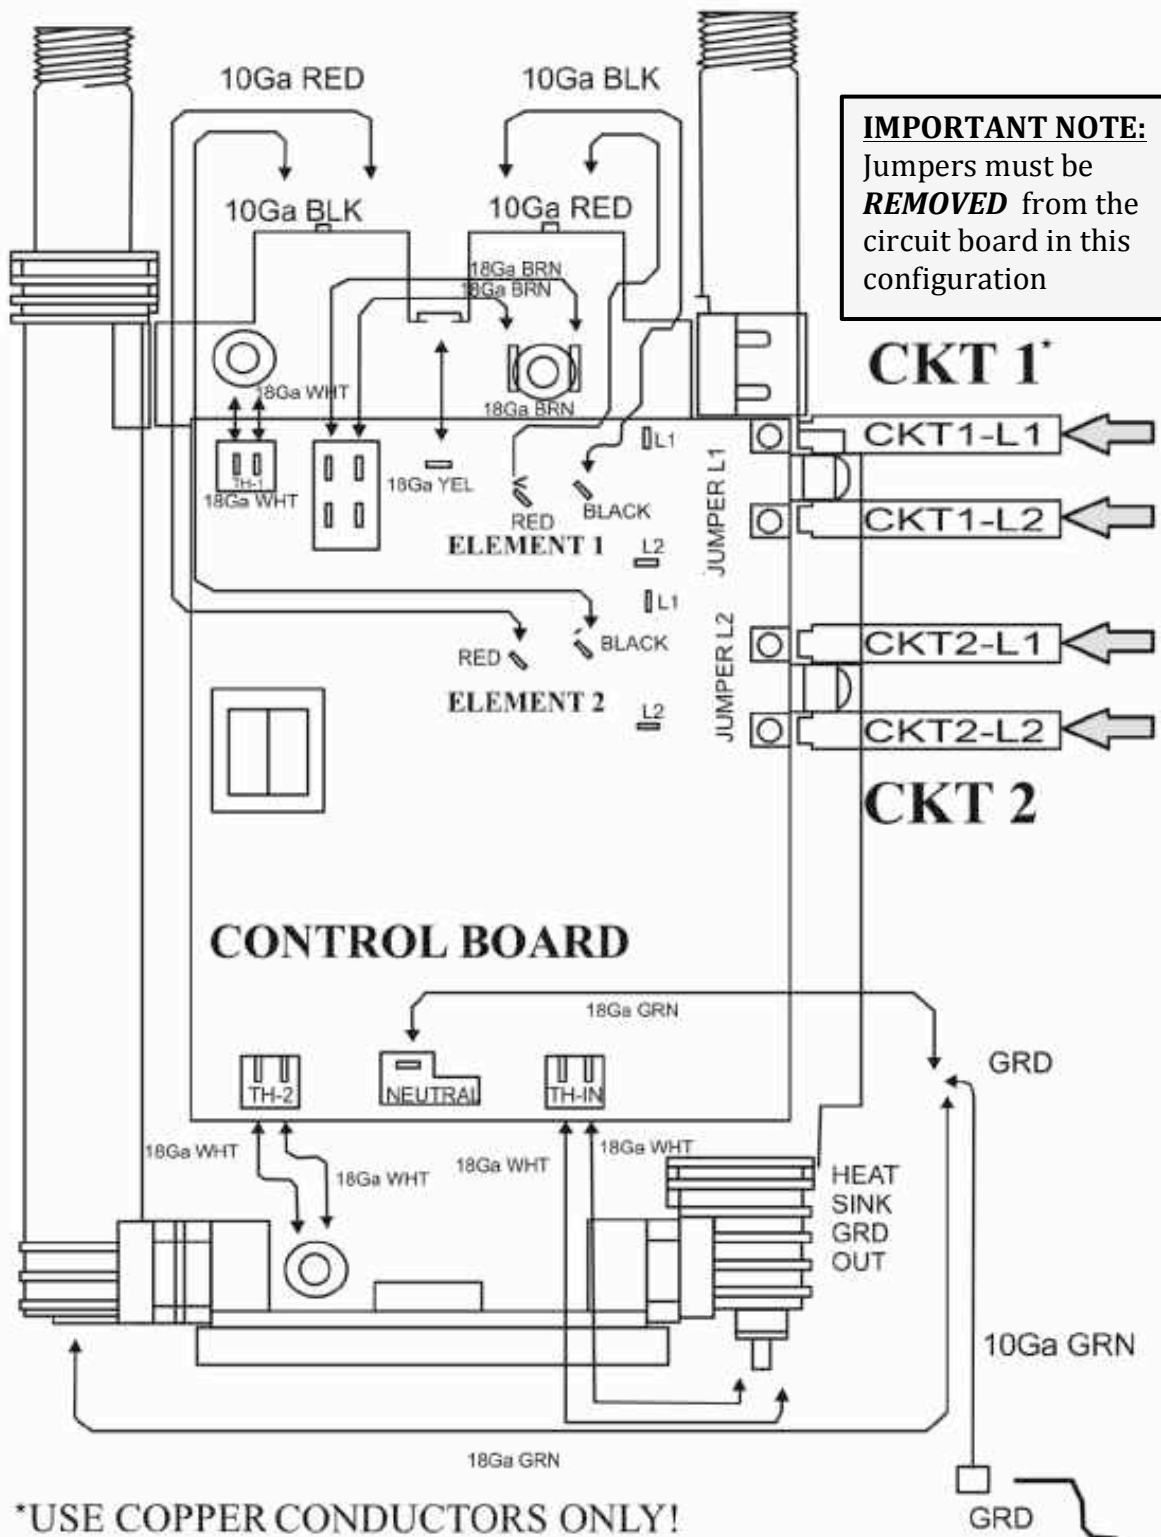 10Ga RED
10Ga BLK
IMPORTANT NOTE:
Jumpers must be
REMOVED from the
circuit board in this
configuration
10Ga BLK
10Ga RED
18Ga BRN
18Ga BRN
CKT 1*
18Ga WHT
18Ga BRN
CKT1-L1
L1
JUMPER L1
TH-1
18Ga WHT
18Ga YEL
RED
BLACK
CKT1-L2
ELEMENT 1
L2
L1
JUMPER L2
RED
BLACK
CKT2-L1
ELEMENT 2
L2
CKT2-L2
CKT 2
CONTROL BOARD
18Ga GRN
GRD
TH-2
NEUTRAL
TH-IN
18Ga WHT
18Ga WHT
18Ga WHT
18Ga WHT
HEAT
SINK
GRD
OUT
10Ga GRN
18Ga GRN
GRD
*USE COPPER CONDUCTORS ONLY!